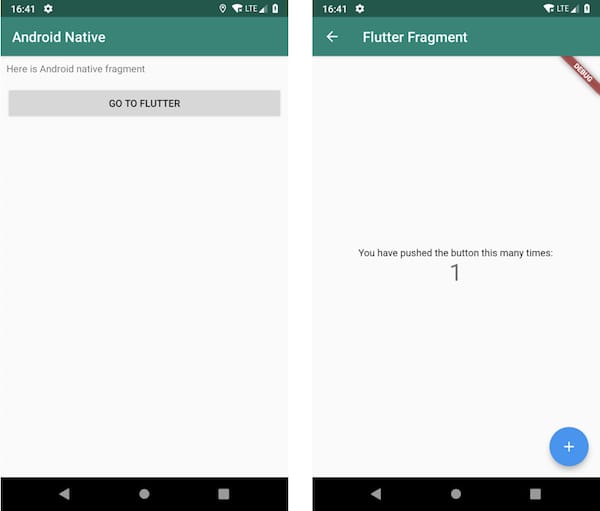 16:41 LTE
Android Native
Here is Android native fragment
GO TO FLUTTER
16:41 LTE
Flutter Fragment
DEBUG
You have pushed the button this many times:
1